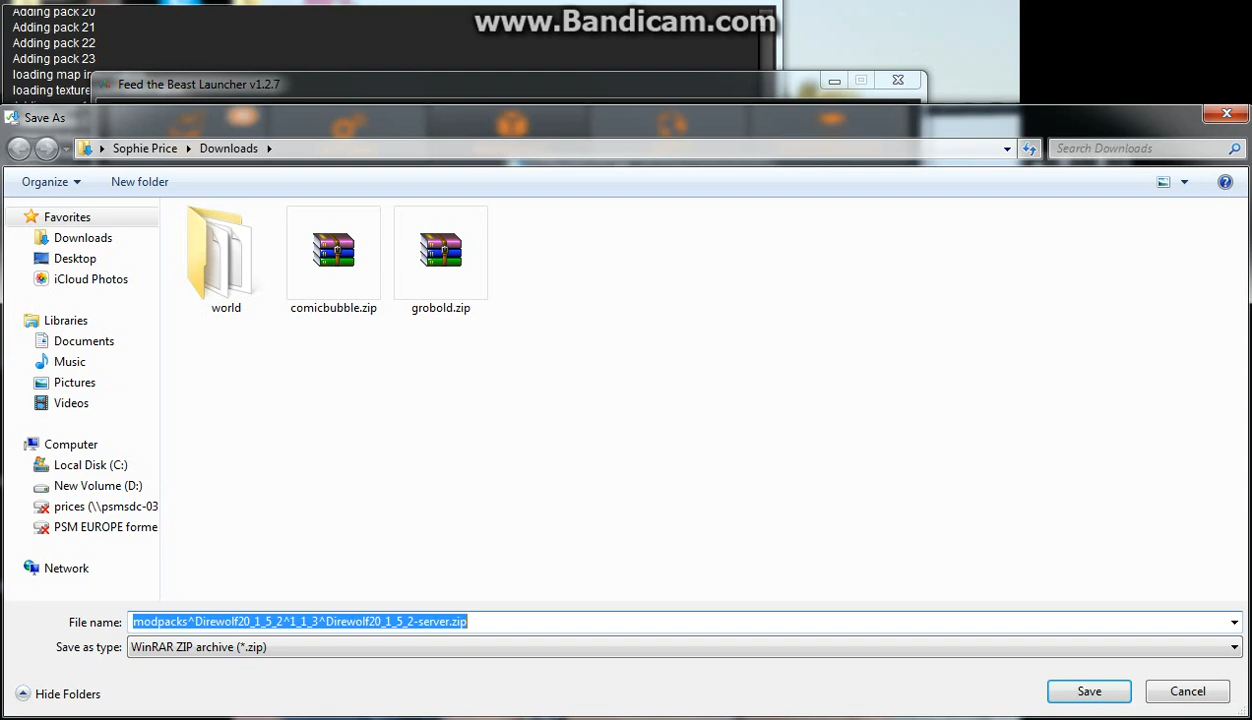 Adding pack 20
www.Bandicam.com
Adding pack 21
Adding pack 22
Adding pack 23
loading map in
Feed the Beast Launcher v1.2.7
loading texture
Save As
Sophie Price Downloads
Search Downloads
Organize New folder
Favorites
Downloads
Desktop
iCloud Photos
Libraries
Documents
Music
Pictures
Videos
Computer
Local Disk (C:)
New Volume (D:)
prices (\\psmsdc-03
PSM EUROPE forme
Network
world comicbubble.zip grobold.zip
File name: modpacks^Direwolf20_1_5_2^1_1_3^Direwolf20_1_5_2-server.zip
Save as type: WinRAR ZIP archive (*.zip)
Hide Folders Save Cancel